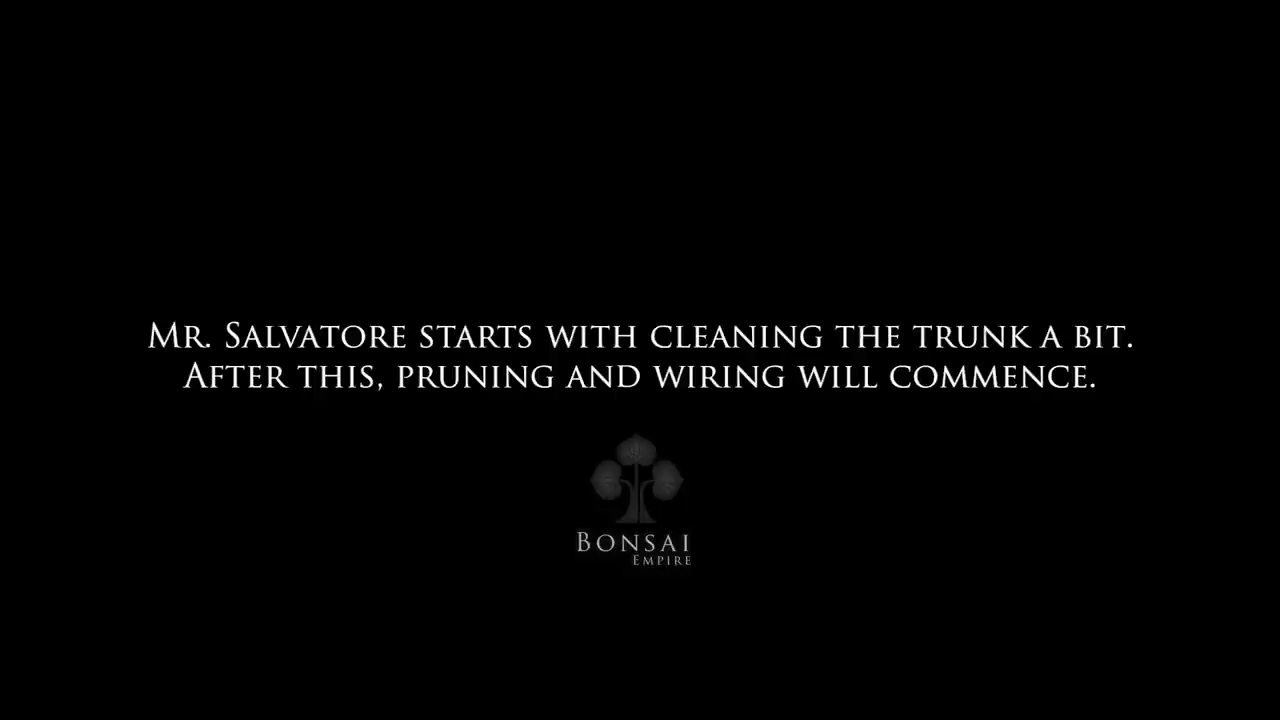 Mr. Salvatore starts with cleaning the trunk a bit.
After this, pruning and wiring will commence.
Bonsai
Empire